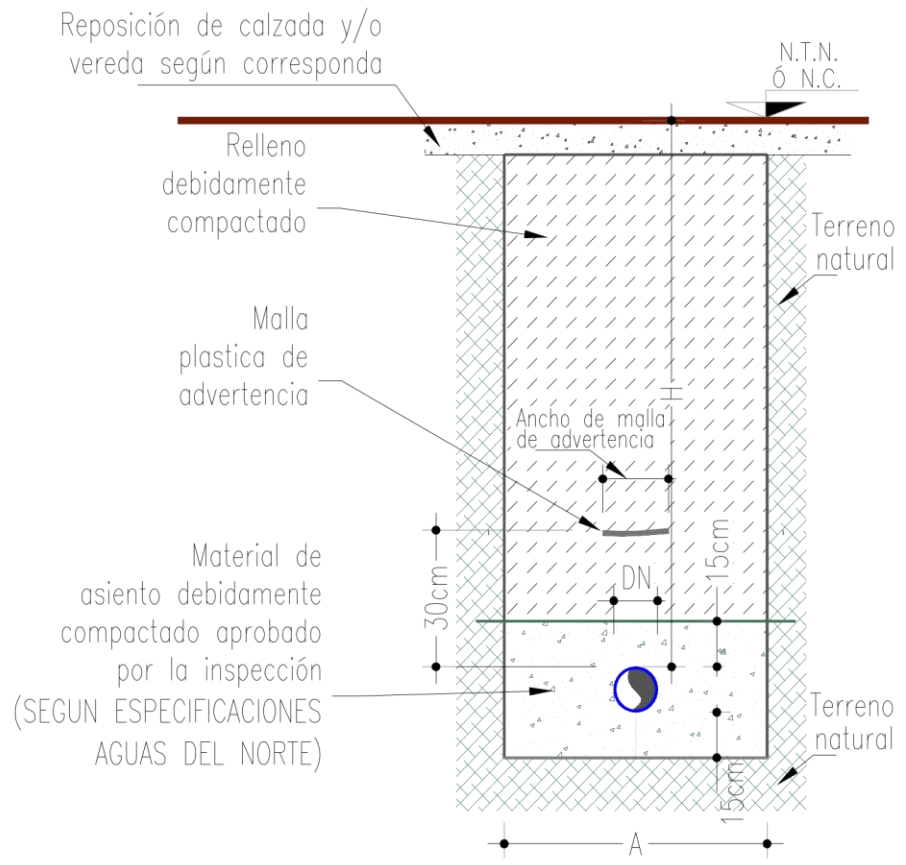 Reposición de calzada y/o
vereda según corresponda
N.T.N.
Ó N.C.
Relleno
debidamente
compactado
Terreno
natural
Malla
plastica de
advertencia
H
Ancho de malla
de advertencia
30cm
DN
15cm
Material de
asiento debidamente
compactado aprobado
por la inspección
(SEGUN ESPECIFICACIONES
AGUAS DEL NORTE)
Terreno
natural
15cm
A